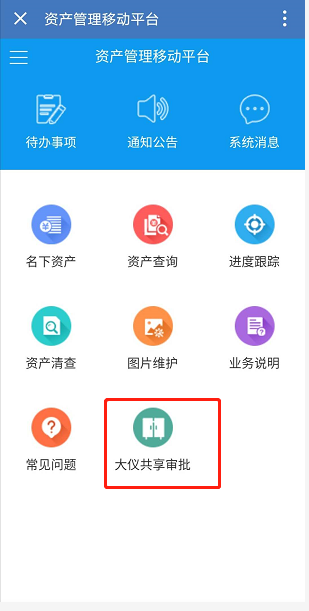 资产管理移动平台
资产管理移动平台
待办事项 通知公告 系统消息
名下资产 资产查询 进度跟踪
资产清查 图片维护 业务说明
常见问题 大仪共享审批